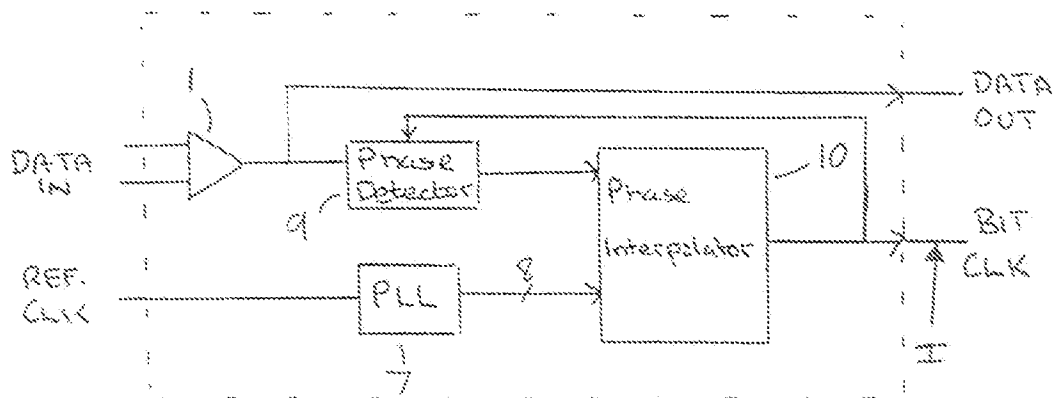 1
DATA
OUT
DATA
IN
Phase
Detector
9
10
Phase
Interpolator
BIT
CLK
REF.
CLK
PLL
8
7
I